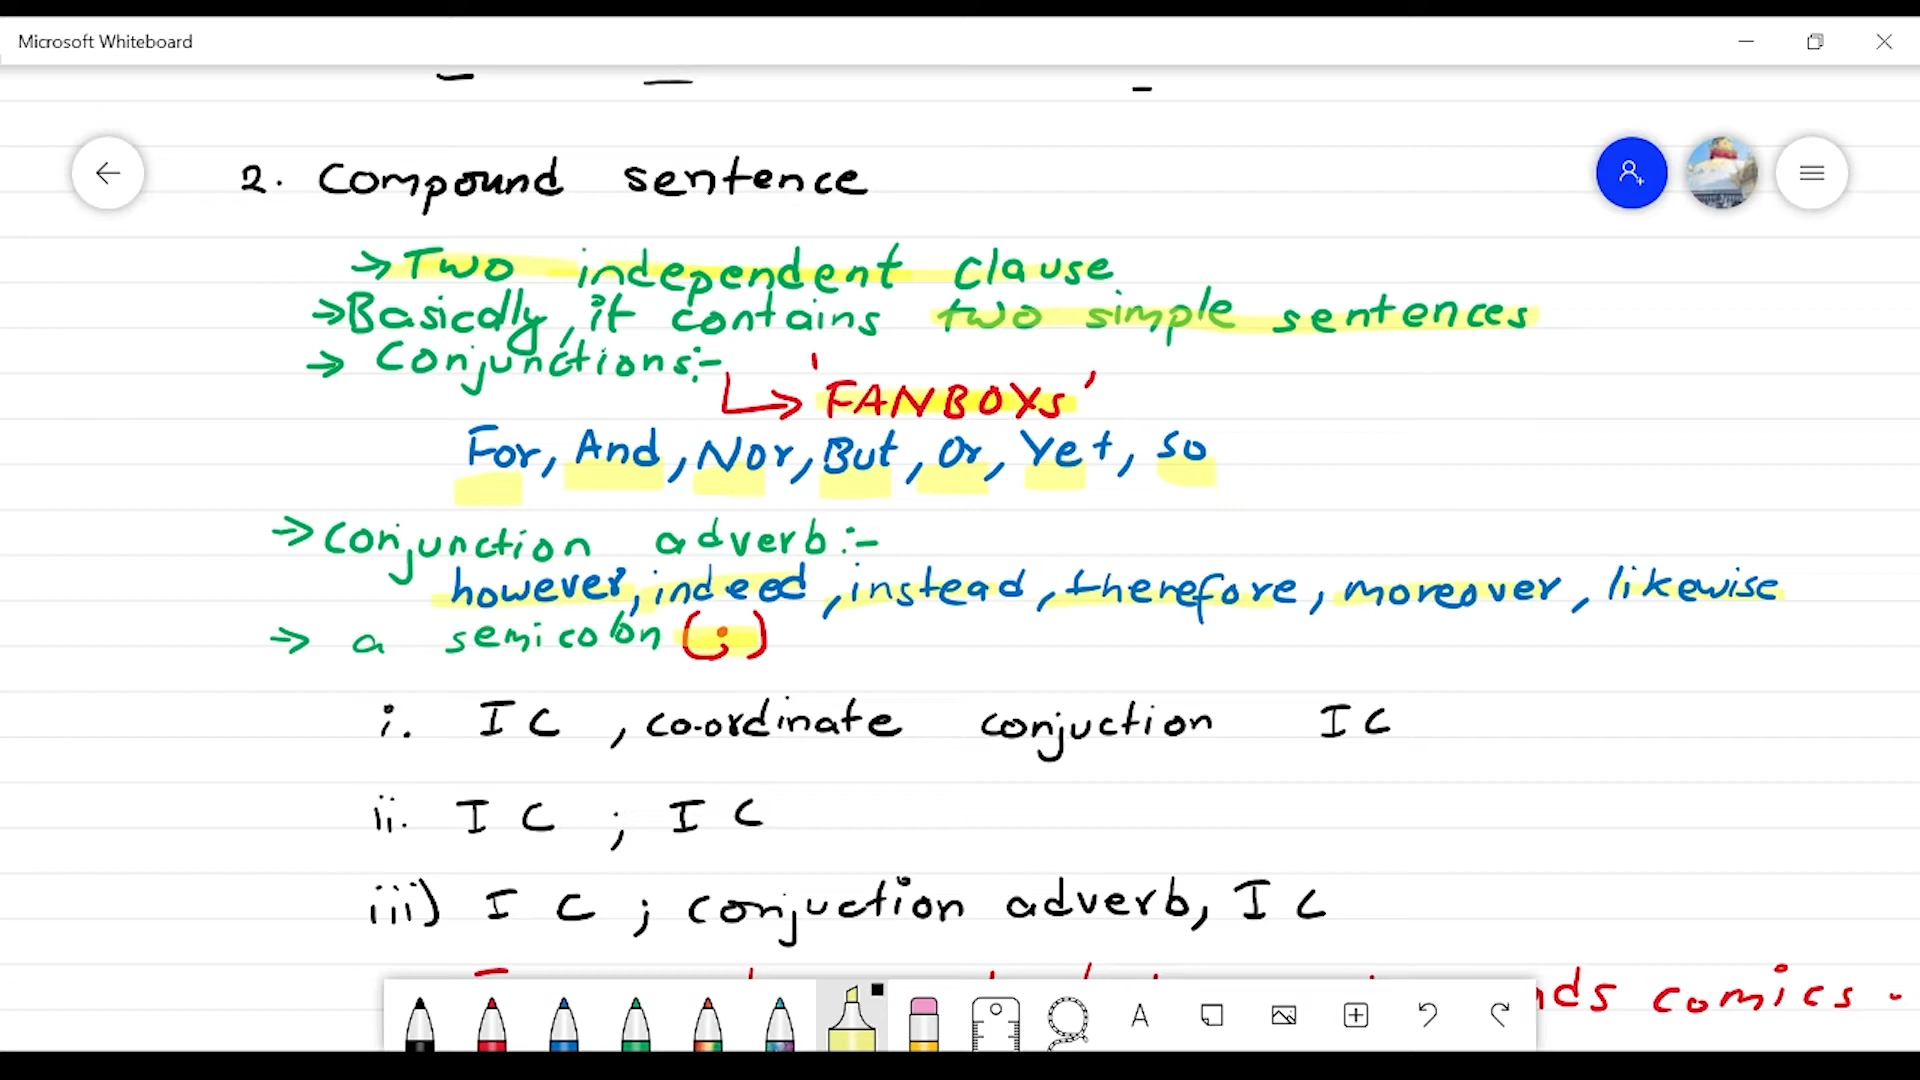 Microsoft Whiteboard
2. Compound sentence
→ Two independent clause
→ Basically, it contains two simple sentences
→ Conjunctions:-
↳ 'FANBOYs'
For, And, Nor, But, Or, Yet, so
→ conjunction adverb:-
however, indeed, instead, therefore, moreover, likewise
→ a semicolon (;)
i. IC , co-ordinate conjuction IC
ii. IC ; IC
iii) IC ; conjuction adverb, IC
nds comics.